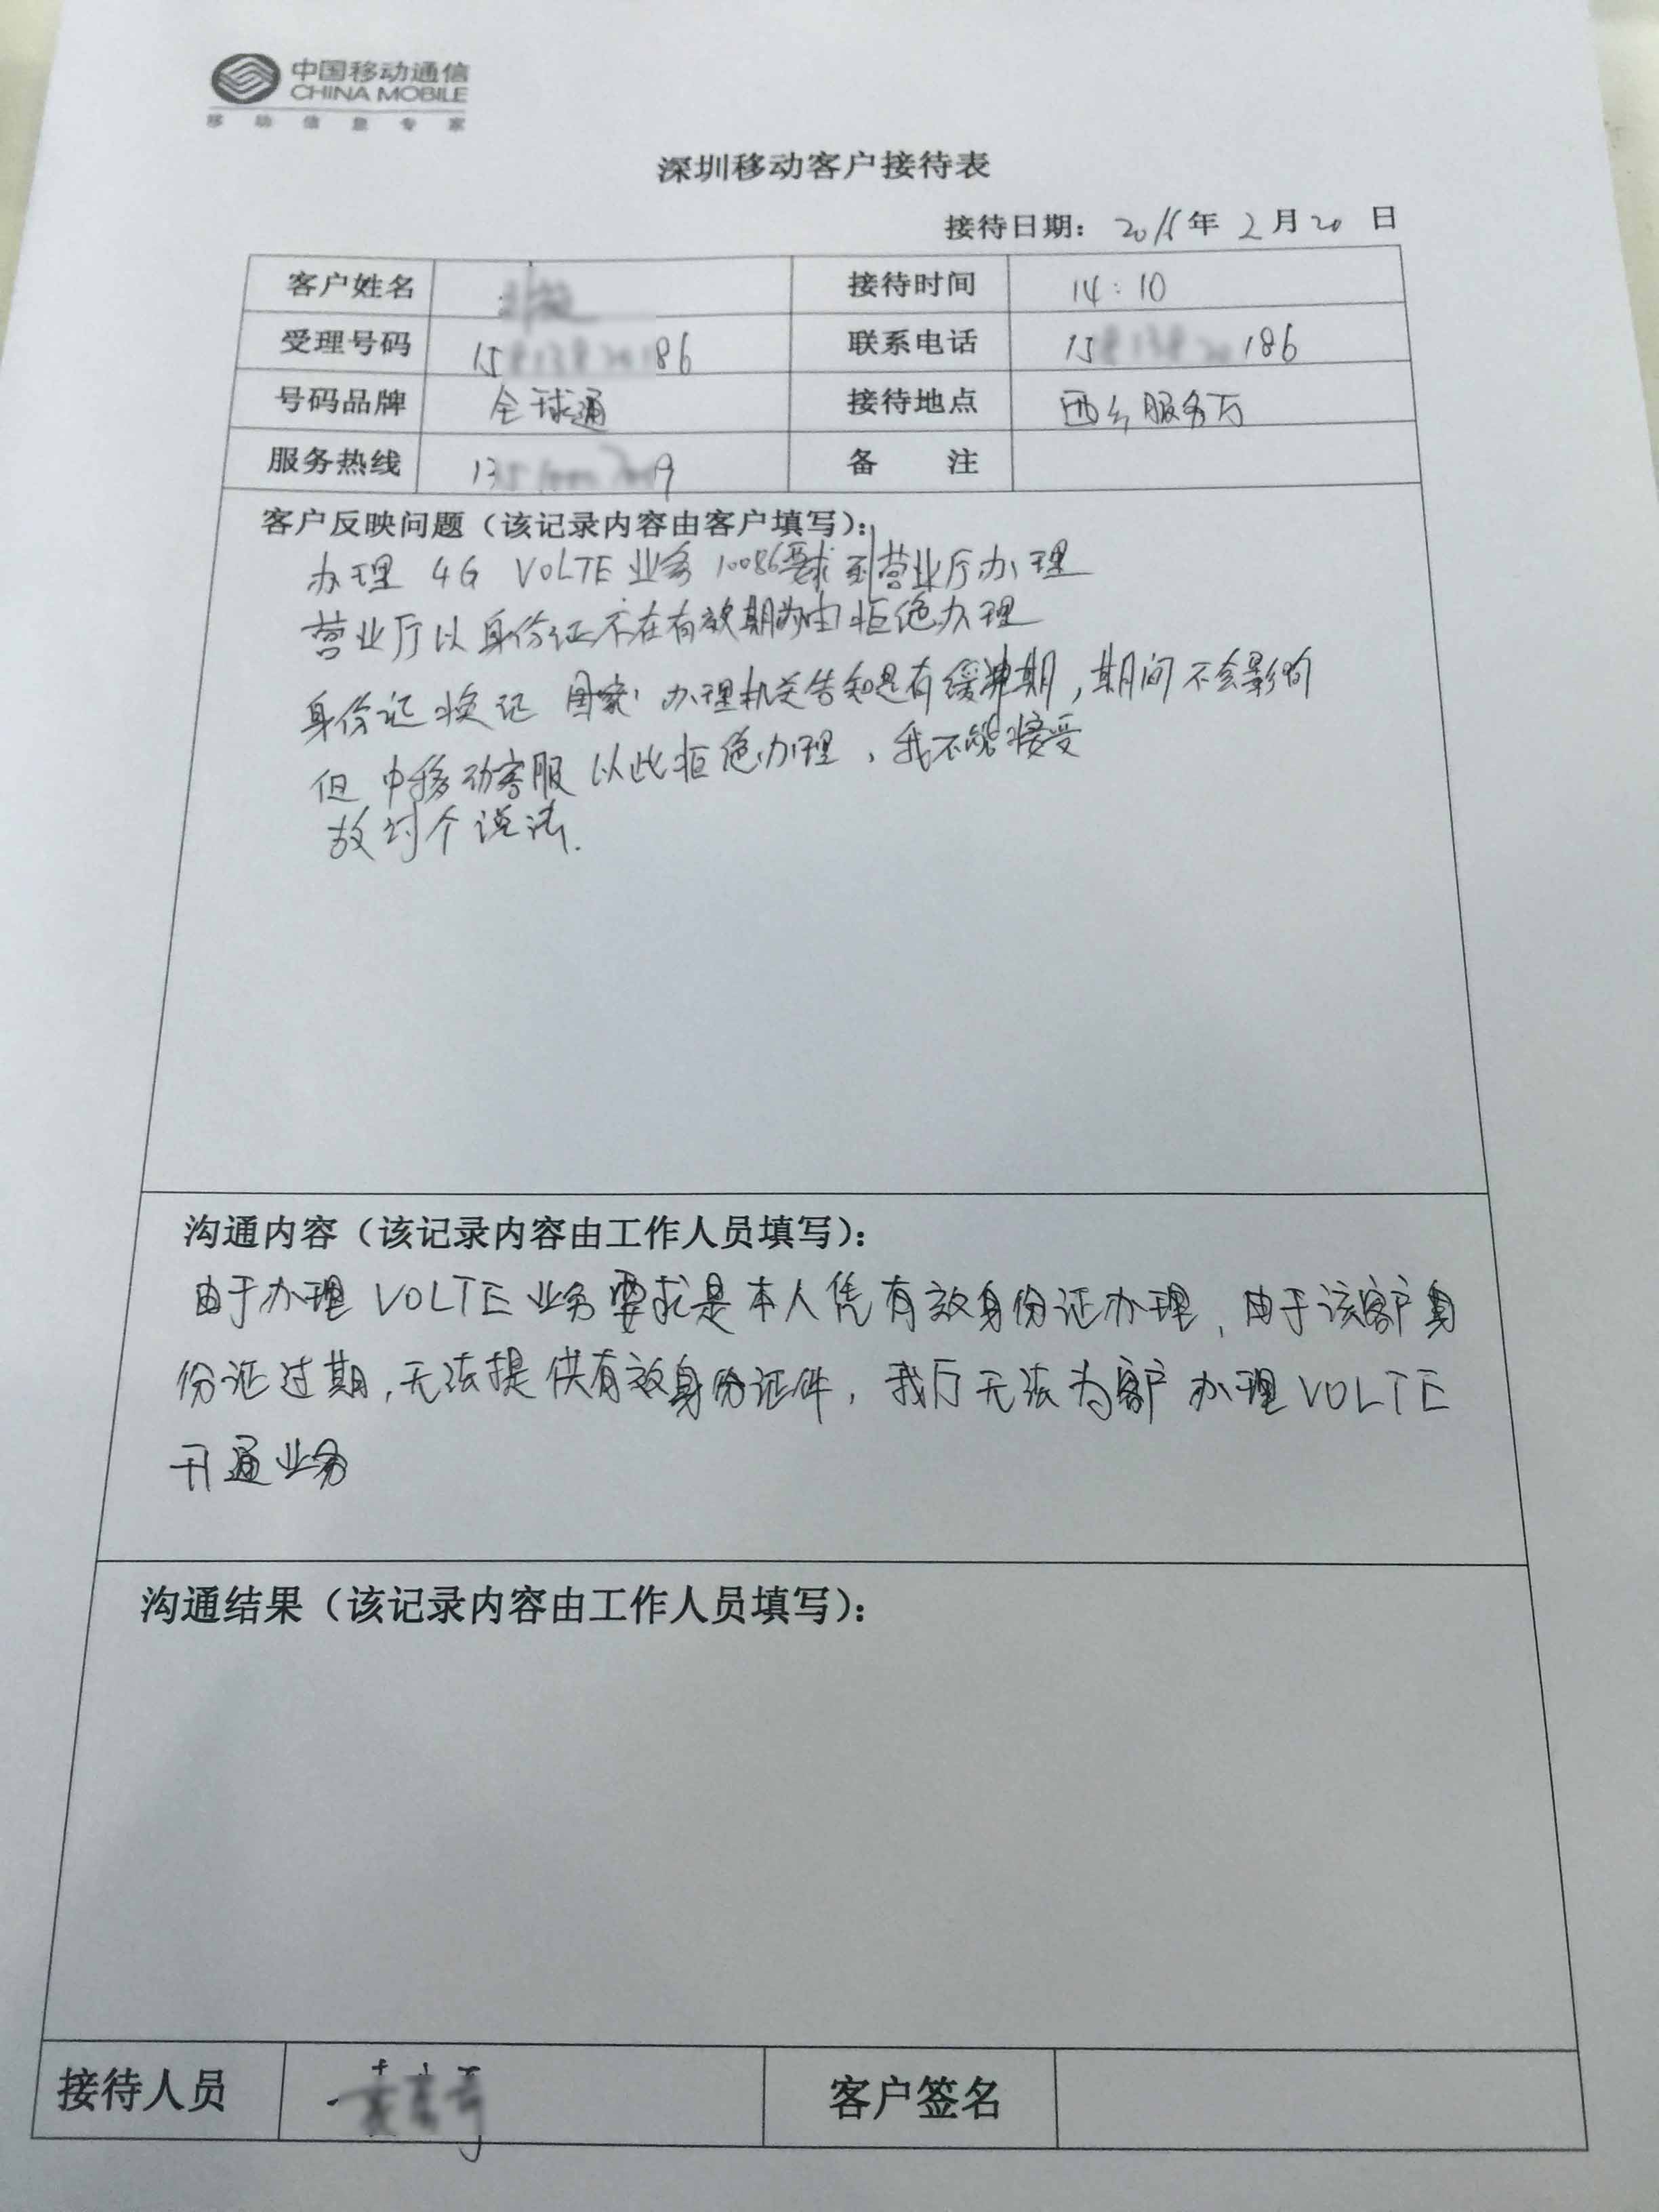 中国移动通信
CHINA MOBILE
移动信息专家
深圳移动客户接待表
接待日期：2016年2月20日
客户姓名 接待时间 14:10
受理号码 15 86 联系电话 15 186
号码品牌 全球通 接待地点 西乡服务厅
服务热线 13 9 备 注
客户反映问题（该记录内容由客户填写）：
办理 4G VOLTE 业务 10086要求到营业厅办理
营业厅以身份证不在有效期为由拒绝办理
身份证换证 国家 办理机关告知是有缓冲期，期间不会影响
但 中移动客服 以此拒绝办理，我不能接受
故讨个说法.
沟通内容（该记录内容由工作人员填写）：
由于办理 VOLTE 业务要求是本人凭有效身份证办理，由于该客户身
份证过期，无法提供有效身份证件，我厅无法为客户办理VOLTE
开通业务
沟通结果（该记录内容由工作人员填写）：
接待人员 客户签名